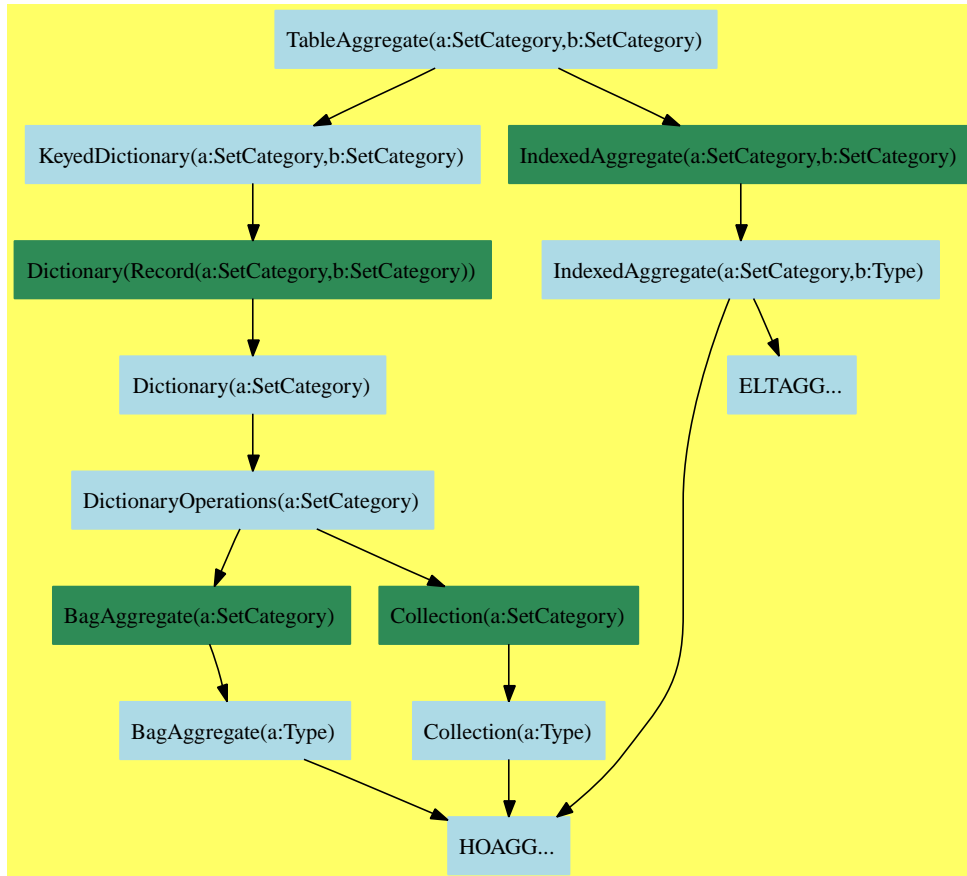 TableAggregate(a:SetCategory,b:SetCategory)
KeyedDictionary(a:SetCategory,b:SetCategory)
IndexedAggregate(a:SetCategory,b:SetCategory)
Dictionary(Record(a:SetCategory,b:SetCategory))
IndexedAggregate(a:SetCategory,b:Type)
Dictionary(a:SetCategory)
ELTAGG...
DictionaryOperations(a:SetCategory)
BagAggregate(a:SetCategory)
Collection(a:SetCategory)
BagAggregate(a:Type)
Collection(a:Type)
HOAGG...